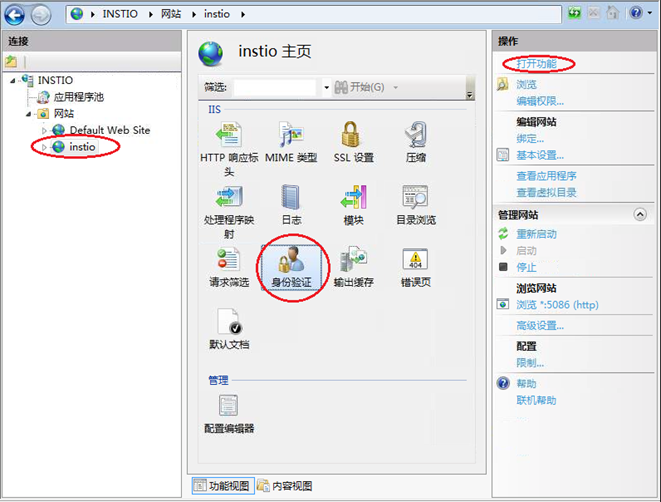 INSTIO ▸ 网站 ▸ instio ▸
连接
INSTIO
应用程序池
网站
Default Web Site
instio
instio 主页
筛选: 开始(G)
IIS
HTTP 响应标头
MIME 类型
SSL 设置
压缩
处理程序映射
日志
模块
目录浏览
请求筛选
身份验证
输出缓存
404
错误页
默认文档
管理
配置编辑器
功能视图 内容视图
操作
打开功能
浏览
编辑权限...
编辑网站
绑定...
基本设置...
查看应用程序
查看虚拟目录
管理网站
重新启动
启动
停止
浏览网站
浏览 *:5086 (http)
高级设置...
配置
限制...
帮助
联机帮助